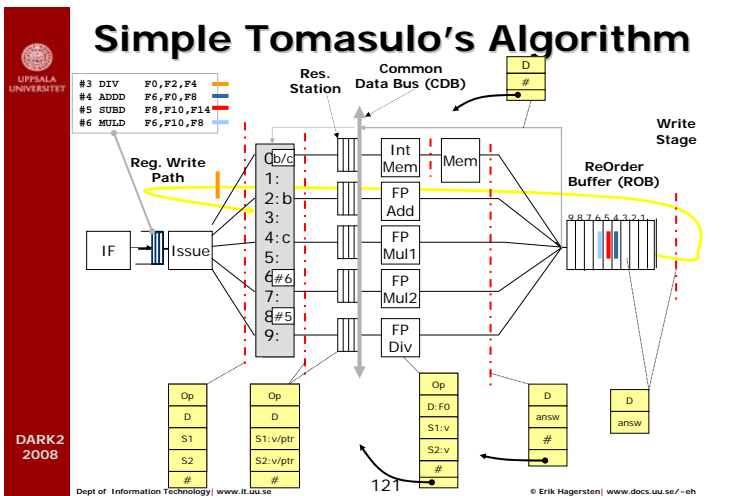 Simple Tomasulo's Algorithm
UPPSALA
UNIVERSITET
#3 DIV F0,F2,F4
#4 ADDD F6,F0,F8
#5 SUBD F8,F10,F14
#6 MULD F6,F10,F8
Res.
Station
Common
Data Bus (CDB)
D
#
Write
Stage
Reg. Write
Path
ReOrder
Buffer (ROB)
IF
Issue
0 b/c
1:
2: b
3:
4: c
5:
6 #6
7:
8 #5
9:
Int
Mem
Mem
FP
Add
FP
Mul1
FP
Mul2
FP
Div
9 8 7 6 5 4 3 2 1
Op
D
S1
S2
#
Op
D
S1:v/ptr
S2:v/ptr
#
Op
D:F0
S1:v
S2:v
#
D
answ
#
D
answ
DARK2
2008
Dept of Information Technology| www.it.uu.se
121
© Erik Hagersten| www.docs.uu.se/~eh